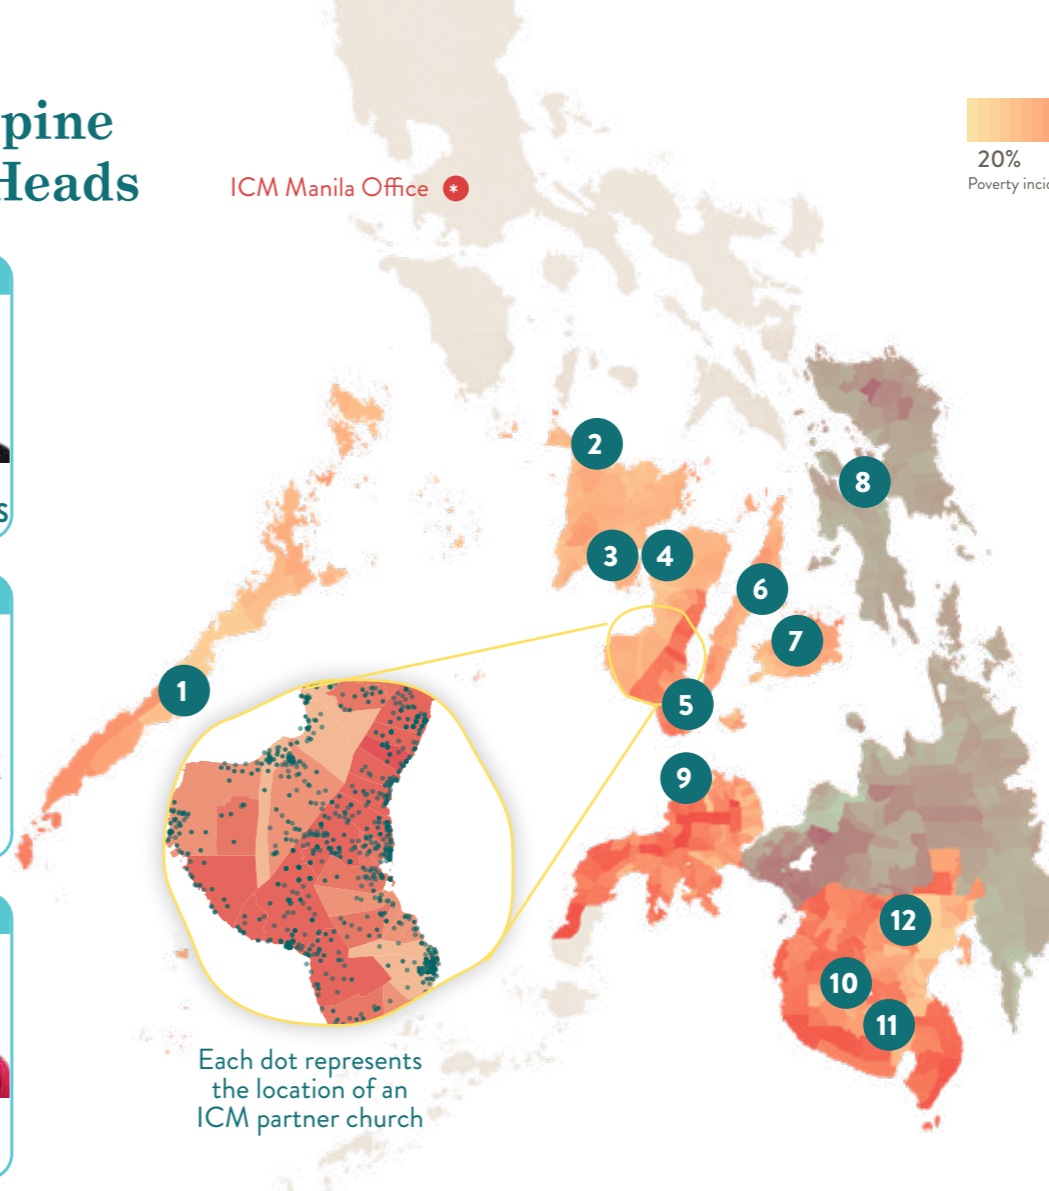 pine
Heads
ICM Manila Office *
20%
Poverty inci
2
8
3
4
6
7
1
5
9
12
10
11
Each dot represents
the location of an
ICM partner church
s